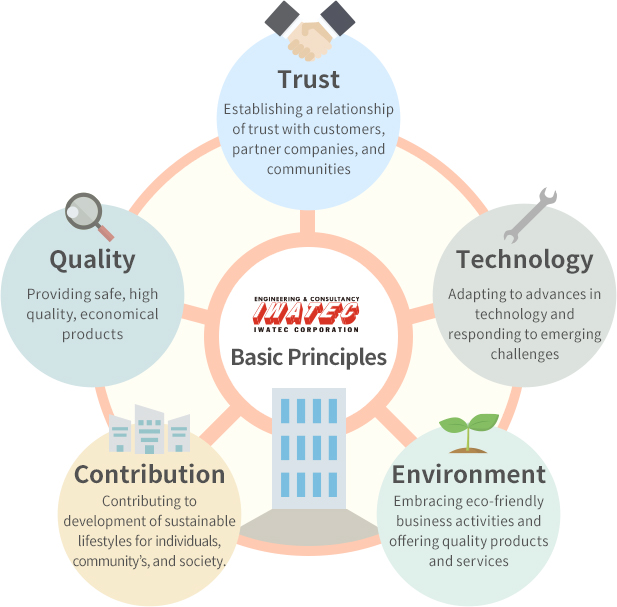 Trust
Establishing a relationship
of trust with customers,
partner companies, and
communities
Quality
Providing safe, high
quality, economical
products
Technology
Adapting to advances in
technology and
responding to emerging
challenges
ENGINEERING & CONSULTANCY
IWATEC
IWATEC CORPORATION
Basic Principles
Contribution
Contributing to
development of sustainable
lifestyles for individuals,
community's, and society.
Environment
Embracing eco-friendly
business activities and
offering quality products
and services